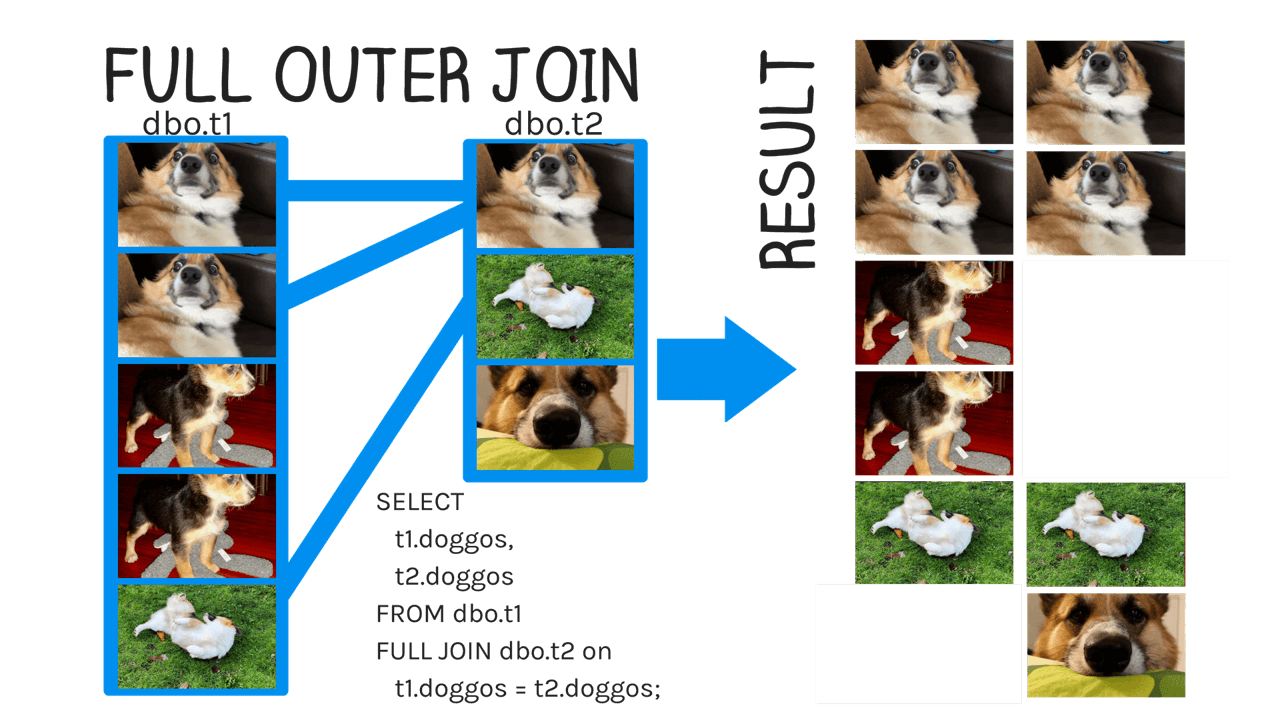 FULL OUTER JOIN
dbo.t1
dbo.t2
RESULT
SELECT
t1.doggos,
t2.doggos
FROM dbo.t1
FULL JOIN dbo.t2 on
t1.doggos = t2.doggos;